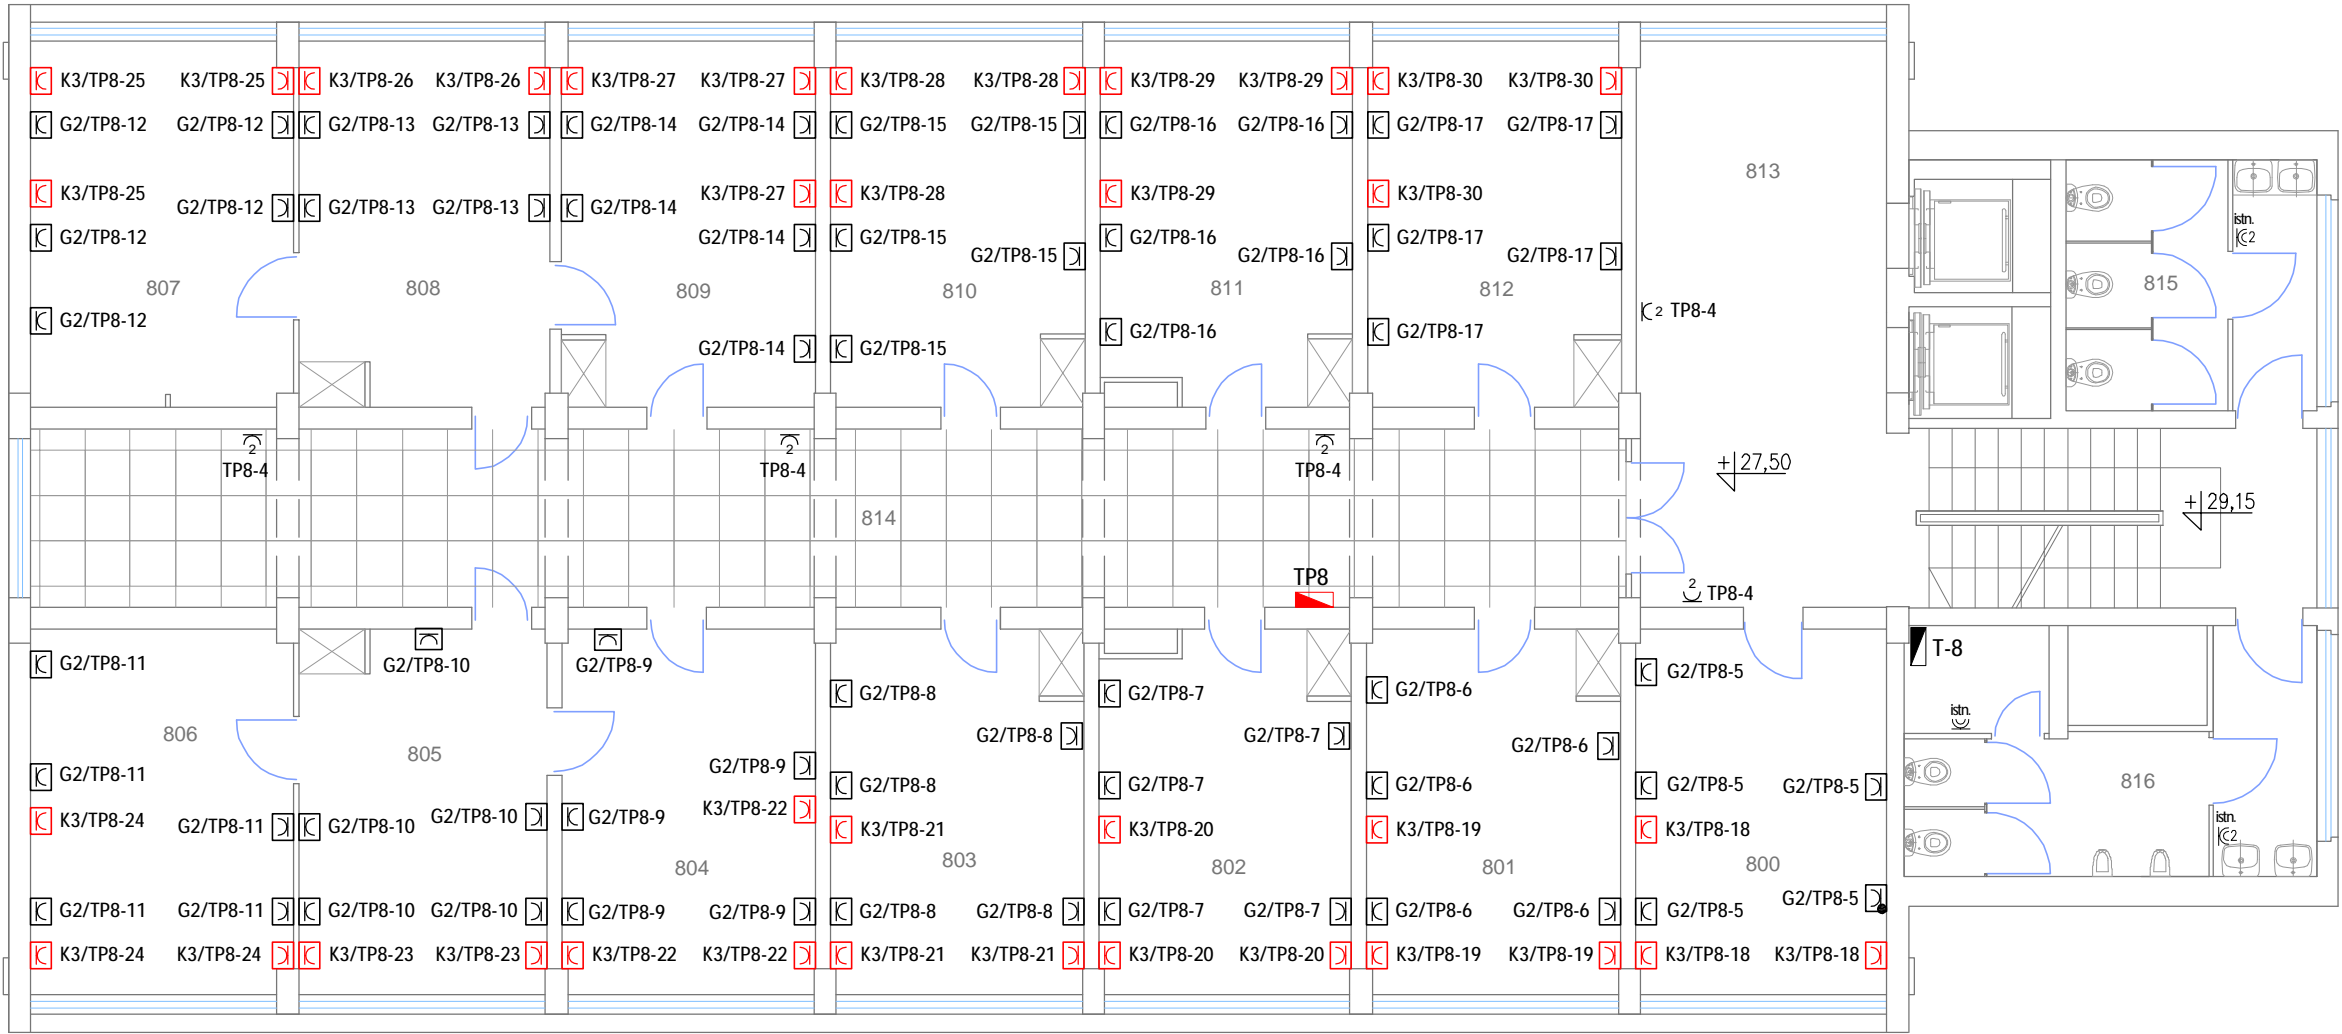 K3/TP8-25 K3/TP8-25 K3/TP8-26 K3/TP8-26 K3/TP8-27 K3/TP8-27 K3/TP8-28 K3/TP8-28 K3/TP8-29 K3/TP8-29 K3/TP8-30 K3/TP8-30
G2/TP8-12 G2/TP8-12 G2/TP8-13 G2/TP8-13 G2/TP8-14 G2/TP8-14 G2/TP8-15 G2/TP8-15 G2/TP8-16 G2/TP8-16 G2/TP8-17 G2/TP8-17
813
K3/TP8-25 K3/TP8-27 K3/TP8-28 K3/TP8-29 K3/TP8-30
G2/TP8-12 G2/TP8-13 G2/TP8-13 G2/TP8-14
istn.
2
G2/TP8-12 G2/TP8-14 G2/TP8-15 G2/TP8-16 G2/TP8-17
G2/TP8-15 G2/TP8-16 G2/TP8-17
807 808 809 810 811 812 815
2 TP8-4
G2/TP8-12 G2/TP8-16 G2/TP8-17
G2/TP8-14 G2/TP8-15
2 2 2
TP8-4 TP8-4 TP8-4
+27,50
+29,15
814
TP8
2 TP8-4
T-8
G2/TP8-11 G2/TP8-10 G2/TP8-9 G2/TP8-5
G2/TP8-8 G2/TP8-7 G2/TP8-6
istn.
806 G2/TP8-8 G2/TP8-7 G2/TP8-6
805
G2/TP8-11 G2/TP8-9 G2/TP8-8 G2/TP8-7 G2/TP8-6 G2/TP8-5 G2/TP8-5 816
K3/TP8-24 G2/TP8-11 G2/TP8-10 G2/TP8-10 G2/TP8-9 K3/TP8-22 K3/TP8-21 K3/TP8-20 K3/TP8-19 K3/TP8-18
istn.
2
804 803 802 801 800
G2/TP8-5
G2/TP8-11 G2/TP8-11 G2/TP8-10 G2/TP8-10 G2/TP8-9 G2/TP8-9 G2/TP8-8 G2/TP8-8 G2/TP8-7 G2/TP8-7 G2/TP8-6 G2/TP8-6 G2/TP8-5
K3/TP8-24 K3/TP8-24 K3/TP8-23 K3/TP8-23 K3/TP8-22 K3/TP8-22 K3/TP8-21 K3/TP8-21 K3/TP8-20 K3/TP8-20 K3/TP8-19 K3/TP8-19 K3/TP8-18 K3/TP8-18